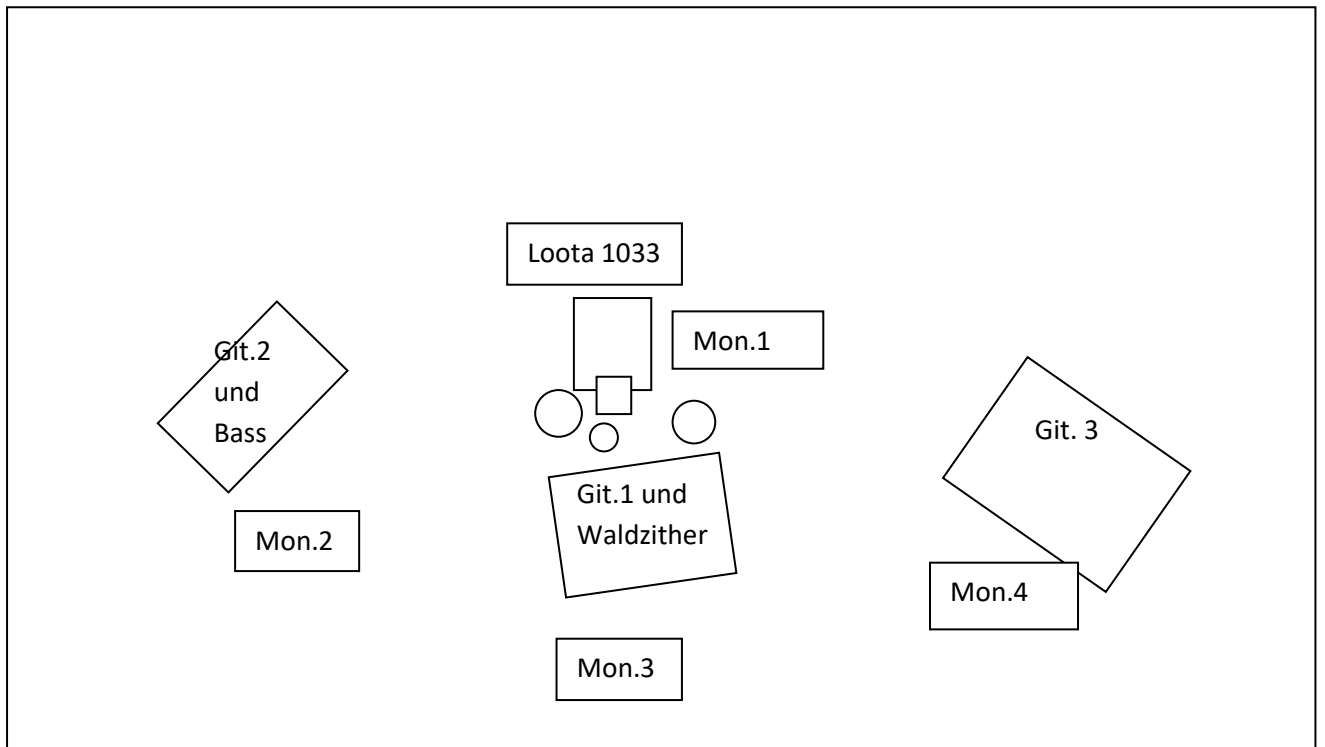 Loota 1033
Mon.1
Git.2
und
Bass
Git. 3
Git.1 und
Waldzither
Mon.2
Mon.4
Mon.3